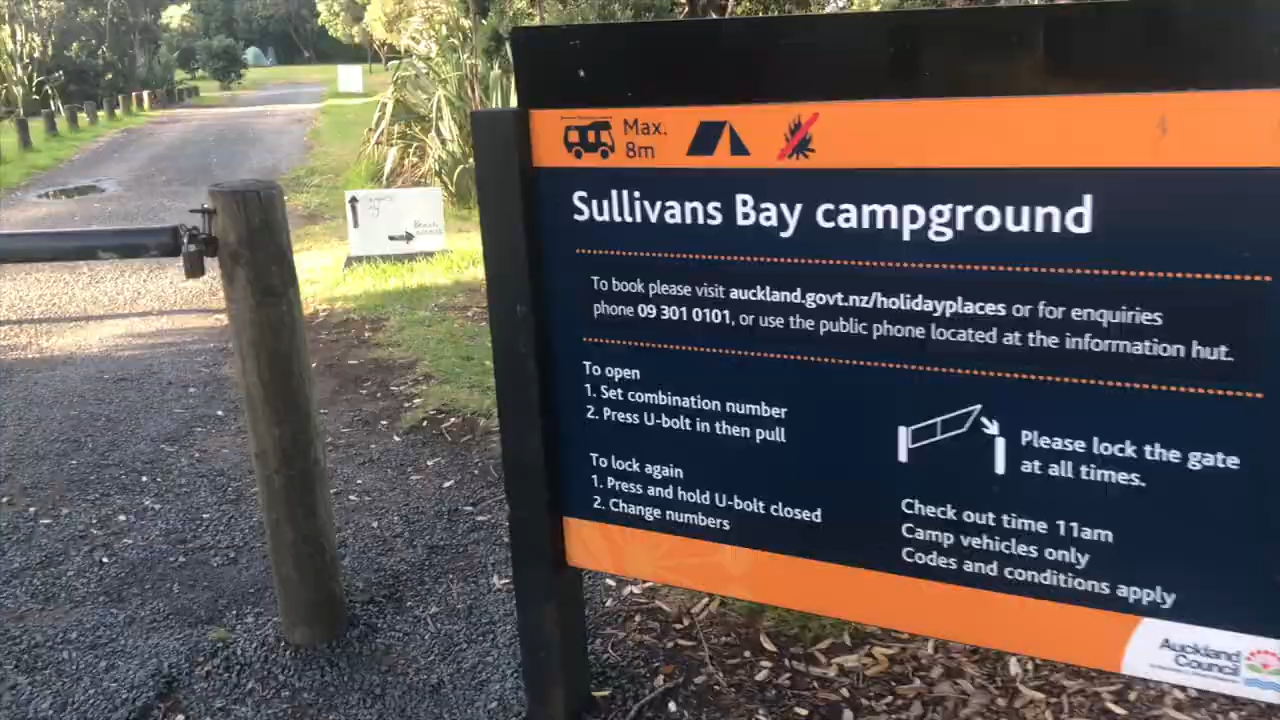 Max.
8m
Sullivans Bay campground
To book please visit auckland.govt.nz/holidayplaces or for enquiries
phone 09 301 0101, or use the public phone located at the information hut.
To open
1. Set combination number
2. Press U-bolt in then pull
To lock again
1. Press and hold U-bolt closed
2. Change numbers
Please lock the gate
at all times.
Check out time 11am
Camp vehicles only
Codes and conditions apply
Auckland
Council
Beach
access